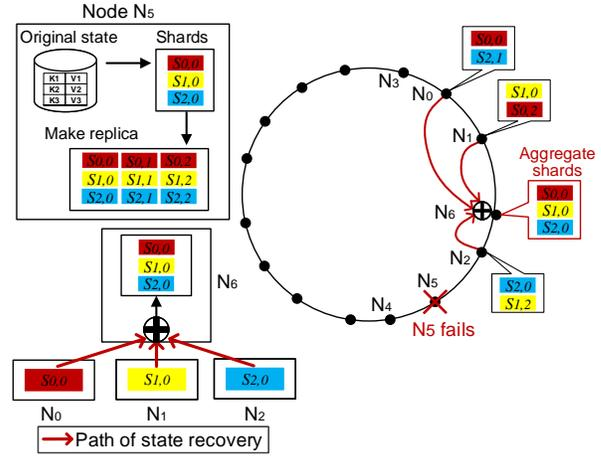 Node N5
Original state
Shards
K1 V1
K2 V2
K3 V3
S0,0
S1,0
S2,0
Make replica
S0,0 S0,1 S0,2
S1,0 S1,1 S1,2
S2,0 S2,1 S2,2
S0,0
S1,0
S2,0
N6
S0,0
S1,0
S2,0
N0
N1
N2
Path of state recovery
N3
N0
S0,0
S2,1
N1
S1,0
S0,2
Aggregate
shards
S0,0
S1,0
S2,0
N6
N2
S2,0
S1,2
N5
N4
N5 fails